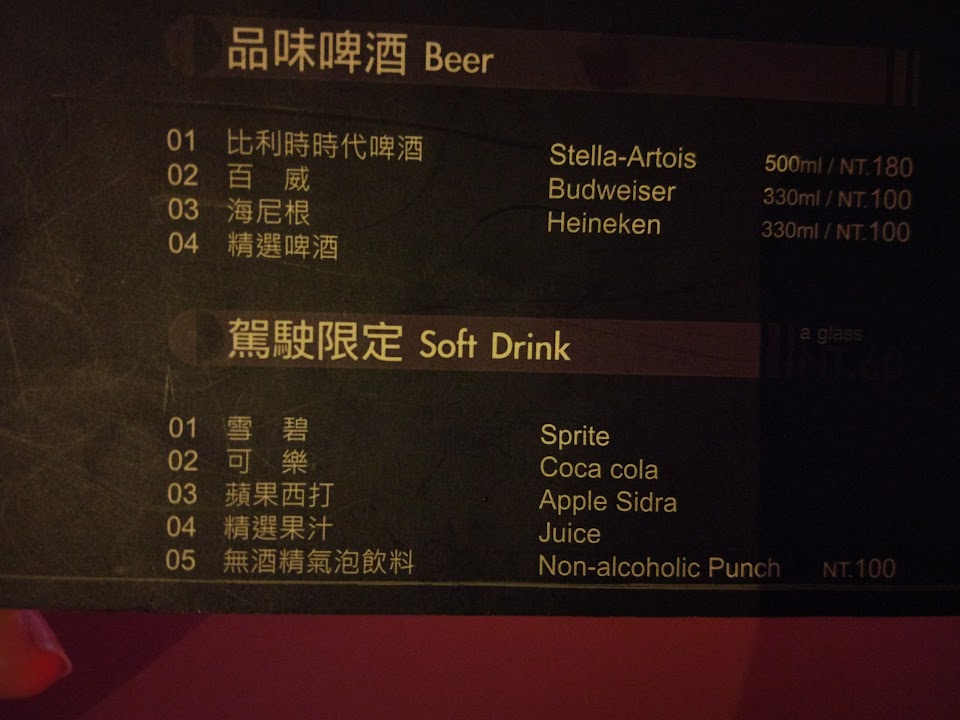 品味啤酒 Beer
01 比利時時代啤酒 Stella-Artois 500ml / NT.180
02 百 威 Budweiser 330ml / NT.100
03 海尼根 Heineken 330ml / NT.100
04 精選啤酒
駕駛限定 Soft Drink a glass
01 雪 碧 Sprite
02 可 樂 Coca cola
03 蘋果西打 Apple Sidra
04 精選果汁 Juice
05 無酒精氣泡飲料 Non-alcoholic Punch NT.100